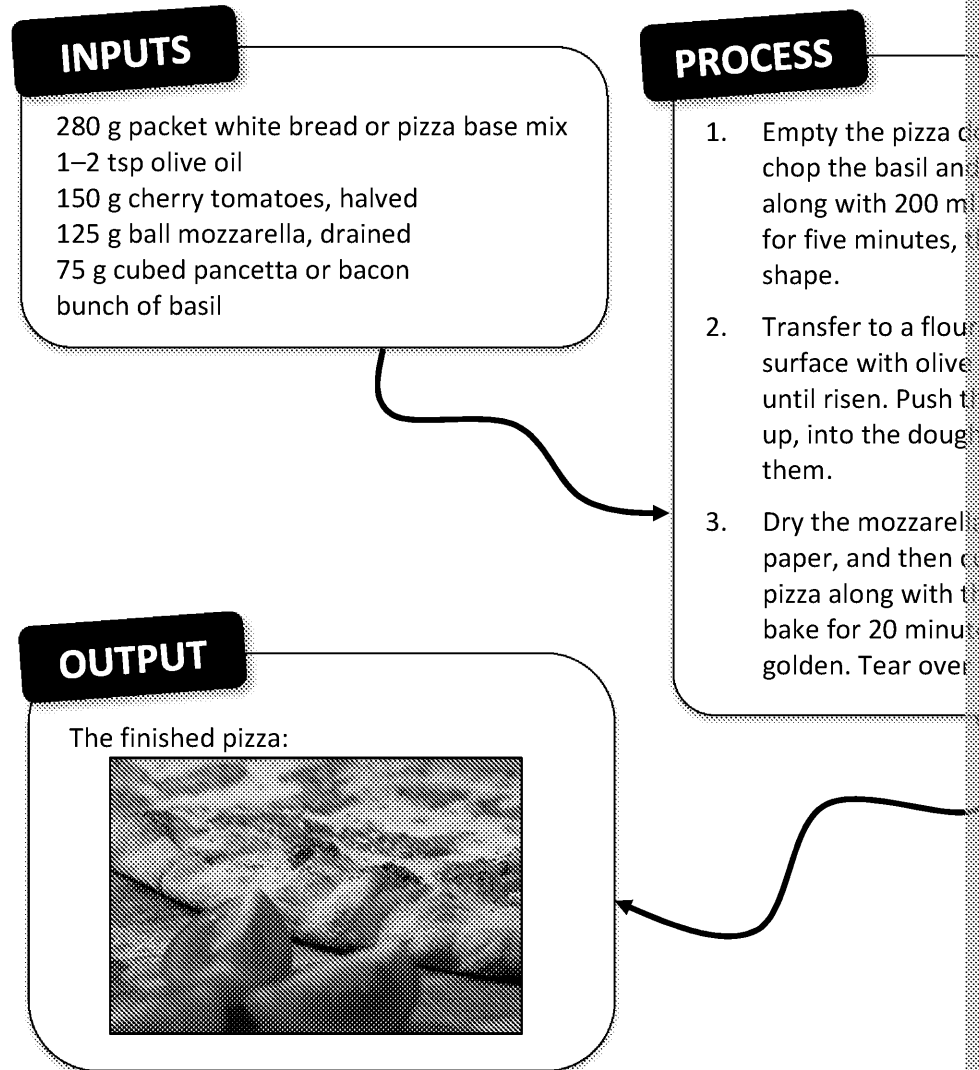 INPUTS
280 g packet white bread or pizza base mix
1–2 tsp olive oil
150 g cherry tomatoes, halved
125 g ball mozzarella, drained
75 g cubed pancetta or bacon
bunch of basil
PROCESS
1. Empty the pizza
chop the basil
along with 200
for five minutes,
shape.
2. Transfer to a
surface with
until risen. Push
up, into the
them.
3. Dry the
paper, and then
pizza along with
bake for 20
golden. Tear over
OUTPUT
The finished pizza: